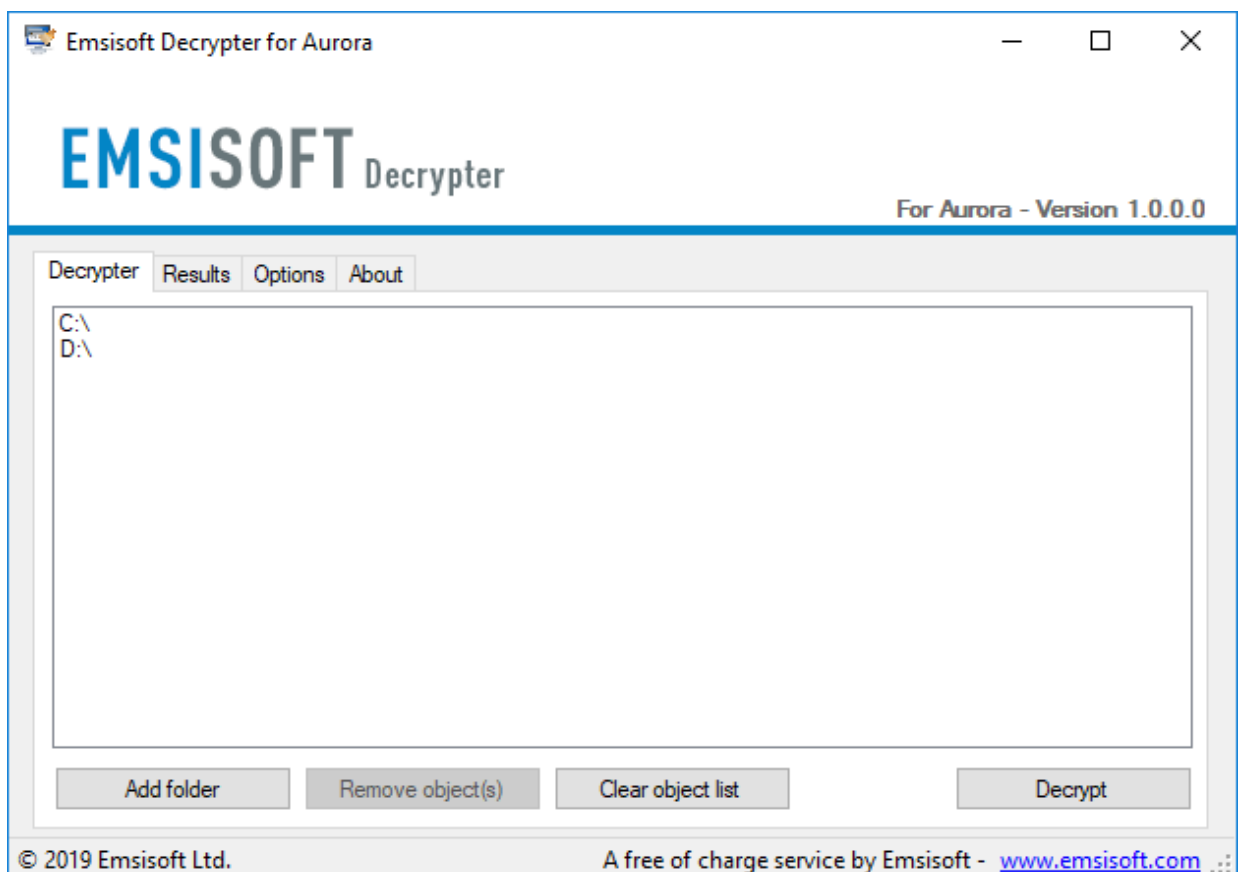 Emsisoft Decrypter for Aurora
EMSISOFT Decrypter
For Aurora - Version 1.0.0.0
Decrypter Results Options About
C:\
D:\
Add folder Remove object(s) Clear object list Decrypt
© 2019 Emsisoft Ltd. A free of charge service by Emsisoft - www.emsisoft.com